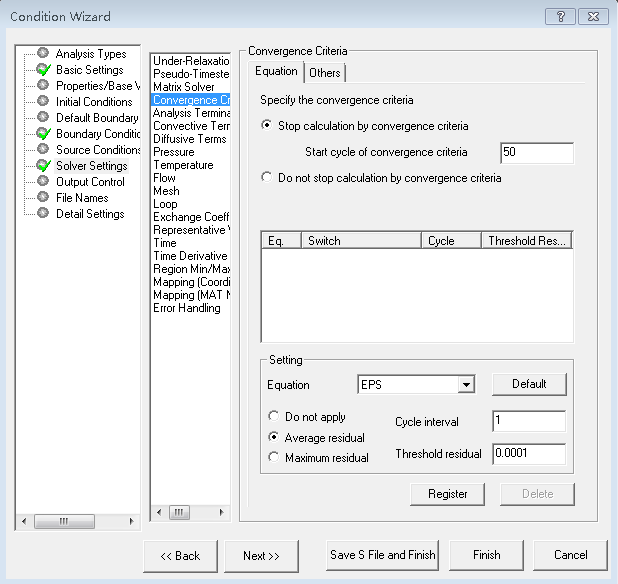 Condition Wizard
Analysis Types
Basic Settings
Properties/Base V
Initial Conditions
Default Boundary
Boundary Conditio
Source Conditions
Solver Settings
Output Control
File Names
Detail Settings
Under-Relaxatio
Pseudo-Timeste
Matrix Solver
Convergence Cri
Analysis Termina
Convective Term
Diffusive Terms
Pressure
Temperature
Flow
Mesh
Loop
Exchange Coeff
Representative V
Time
Time Derivative
Region Min/Max
Mapping (Coordi
Mapping (MAT N
Error Handling
Convergence Criteria
Equation Others
Specify the convergence criteria
Stop calculation by convergence criteria
Start cycle of convergence criteria 50
Do not stop calculation by convergence criteria
Eq. Switch Cycle Threshold Res...
Setting
Equation EPS Default
Do not apply
Cycle interval 1
Average residual
Maximum residual
Threshold residual 0.0001
Register Delete
<< Back Next >> Save S File and Finish Finish Cancel